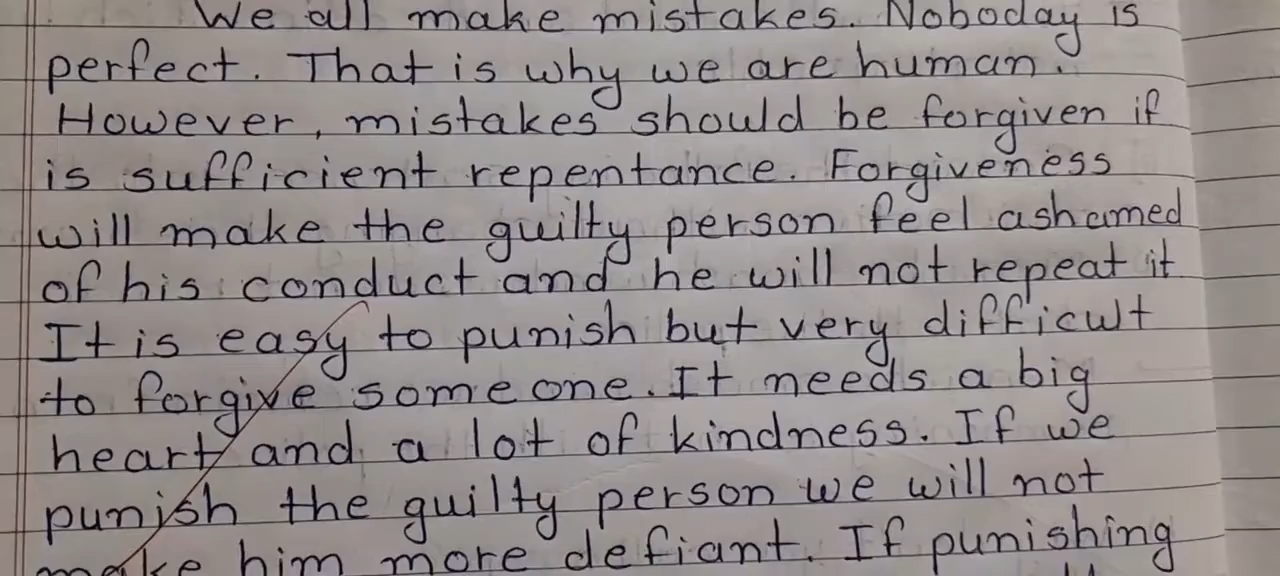 We all make mistakes. Noboday is
perfect. That is why we are human.
However, mistakes should be forgiven if
is sufficient repentance. Forgiveness
will make the guilty person feel ashamed
of his conduct and he will not repeat it
It is easy to punish but very difficult
to forgive someone. It needs a big
heart and a lot of kindness. If we
punish the guilty person we will not
make him more defiant. If punishing